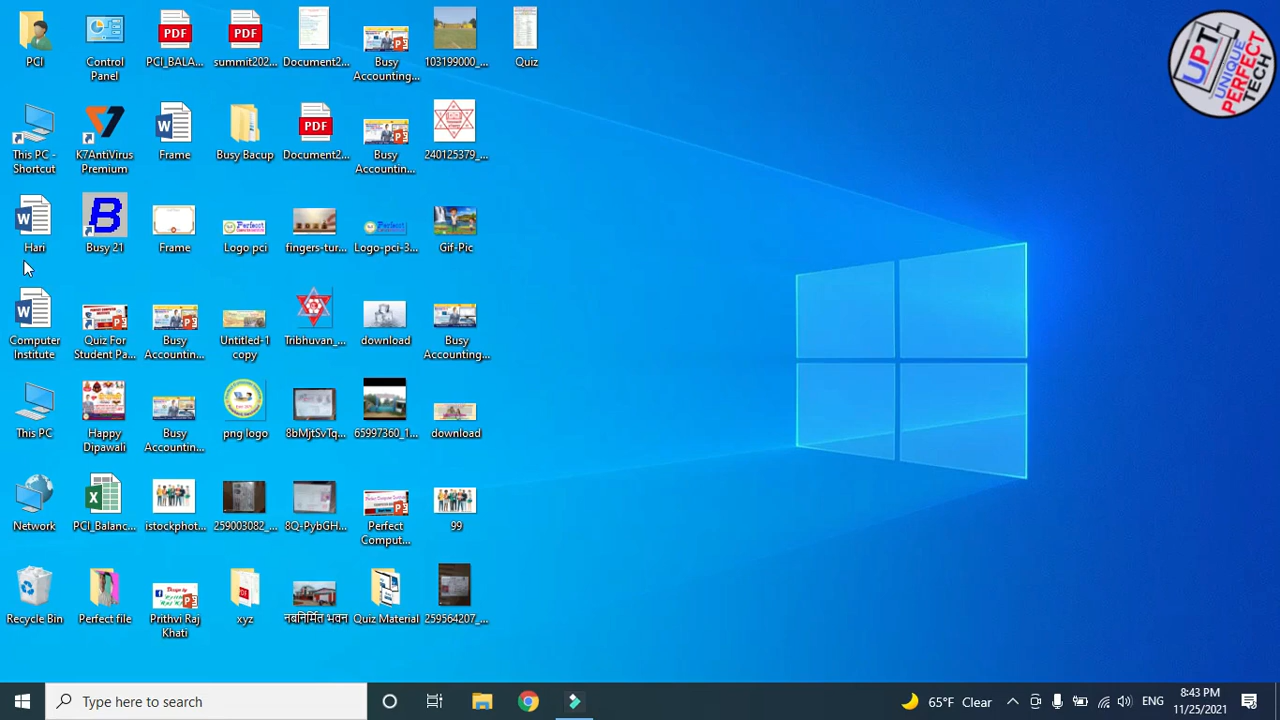 PCI
Control
Panel
PCI_BALA...
summit202...
Document2...
Busy
Accounting...
103199000_...
Quiz
UPT
UNIQUE
PERFECT
TECH
This PC -
Shortcut
K7AntiVirus
Premium
Frame
Busy Bacup
Document2...
Busy
Accountin...
240125379_...
Hari
Busy 21
Frame
Logo pci
fingers-tur...
Logo-pci-3...
Gif-Pic
Computer
Institute
Quiz For
Student Pa...
Busy
Accountin...
Untitled-1
copy
Tribhuvan_...
download
Busy
Accounting...
This PC
Happy
Dipawali
Busy
Accountin...
png logo
8bMjtSvTq...
65997360_1...
download
Network
PCI_Balanc...
istockphot...
259003082_...
8Q-PybGH...
Perfect
Comput...
99
Recycle Bin
Perfect file
Prithvi Raj
Khati
xyz
नबनिर्मित भवन
Quiz Material
259564207_...
Type here to search
65°F Clear
ENG
8:43 PM
11/25/2021